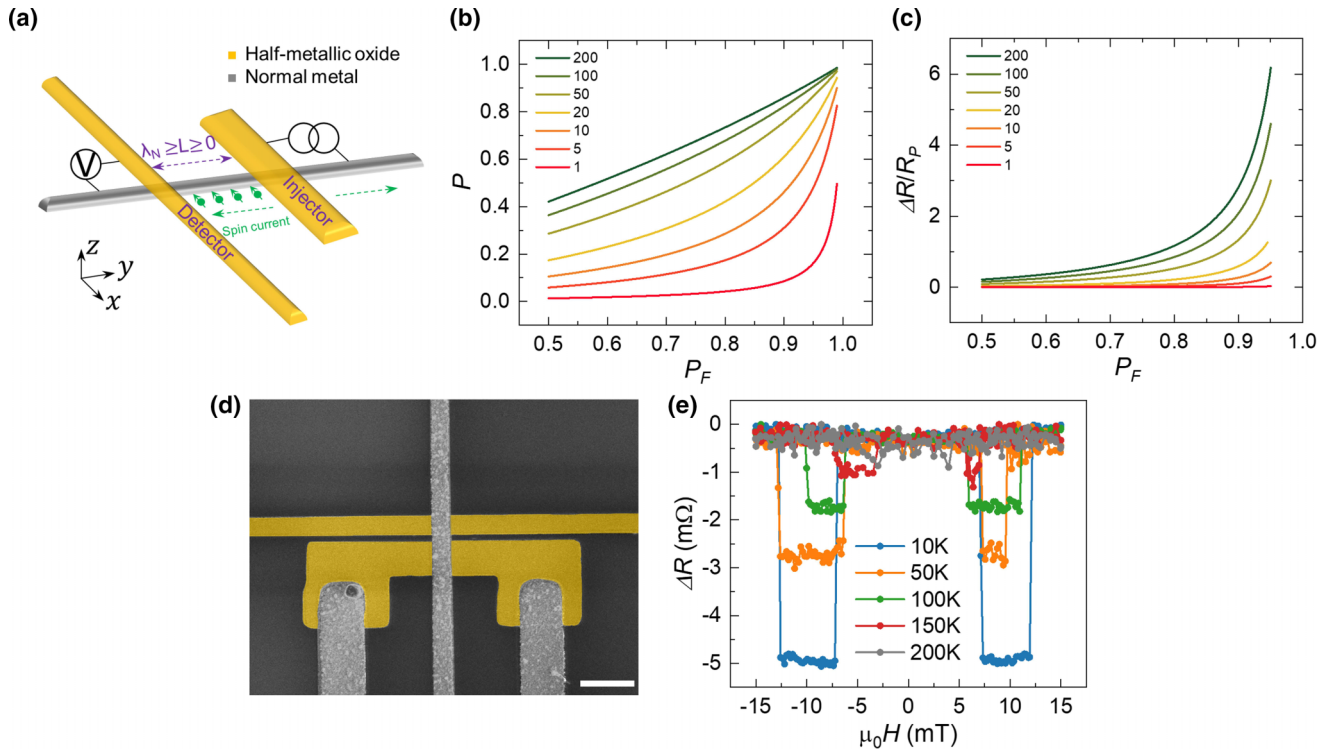 (a)
Half-metallic oxide
Normal metal
λN ≥L≥0
V
Injector
Detector
Spin current
z
y
x
(b)
200
100
50
20
10
5
1
1.0
0.8
0.6
0.4
0.2
0.0
P
0.5 0.6 0.7 0.8 0.9 1.0
PF
(c)
200
100
50
20
10
5
1
6
4
2
0
ΔR/RP
0.5 0.6 0.7 0.8 0.9 1.0
PF
(d)
(e)
0
-1
-2
-3
-4
-5
ΔR (mΩ)
10K
50K
100K
150K
200K
-15 -10 -5 0 5 10 15
μ0H (mT)